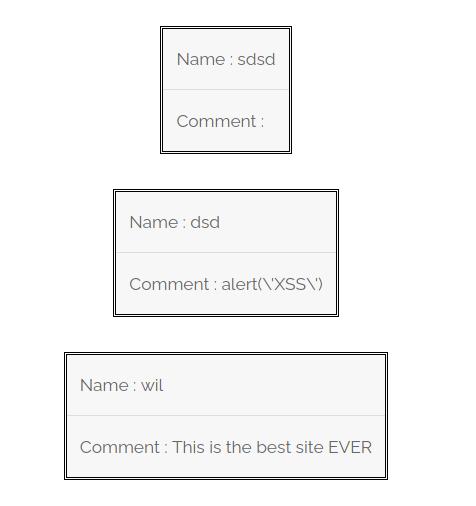 Name : sdsd
Comment :
Name : dsd
Comment : alert(\'XSS\')
Name : wil
Comment : This is the best site EVER